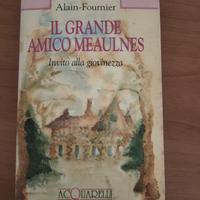 Alain-Fournier
IL GRANDE
AMICO MEAULNES
Invito alla giovinezza
ACQUARELLI